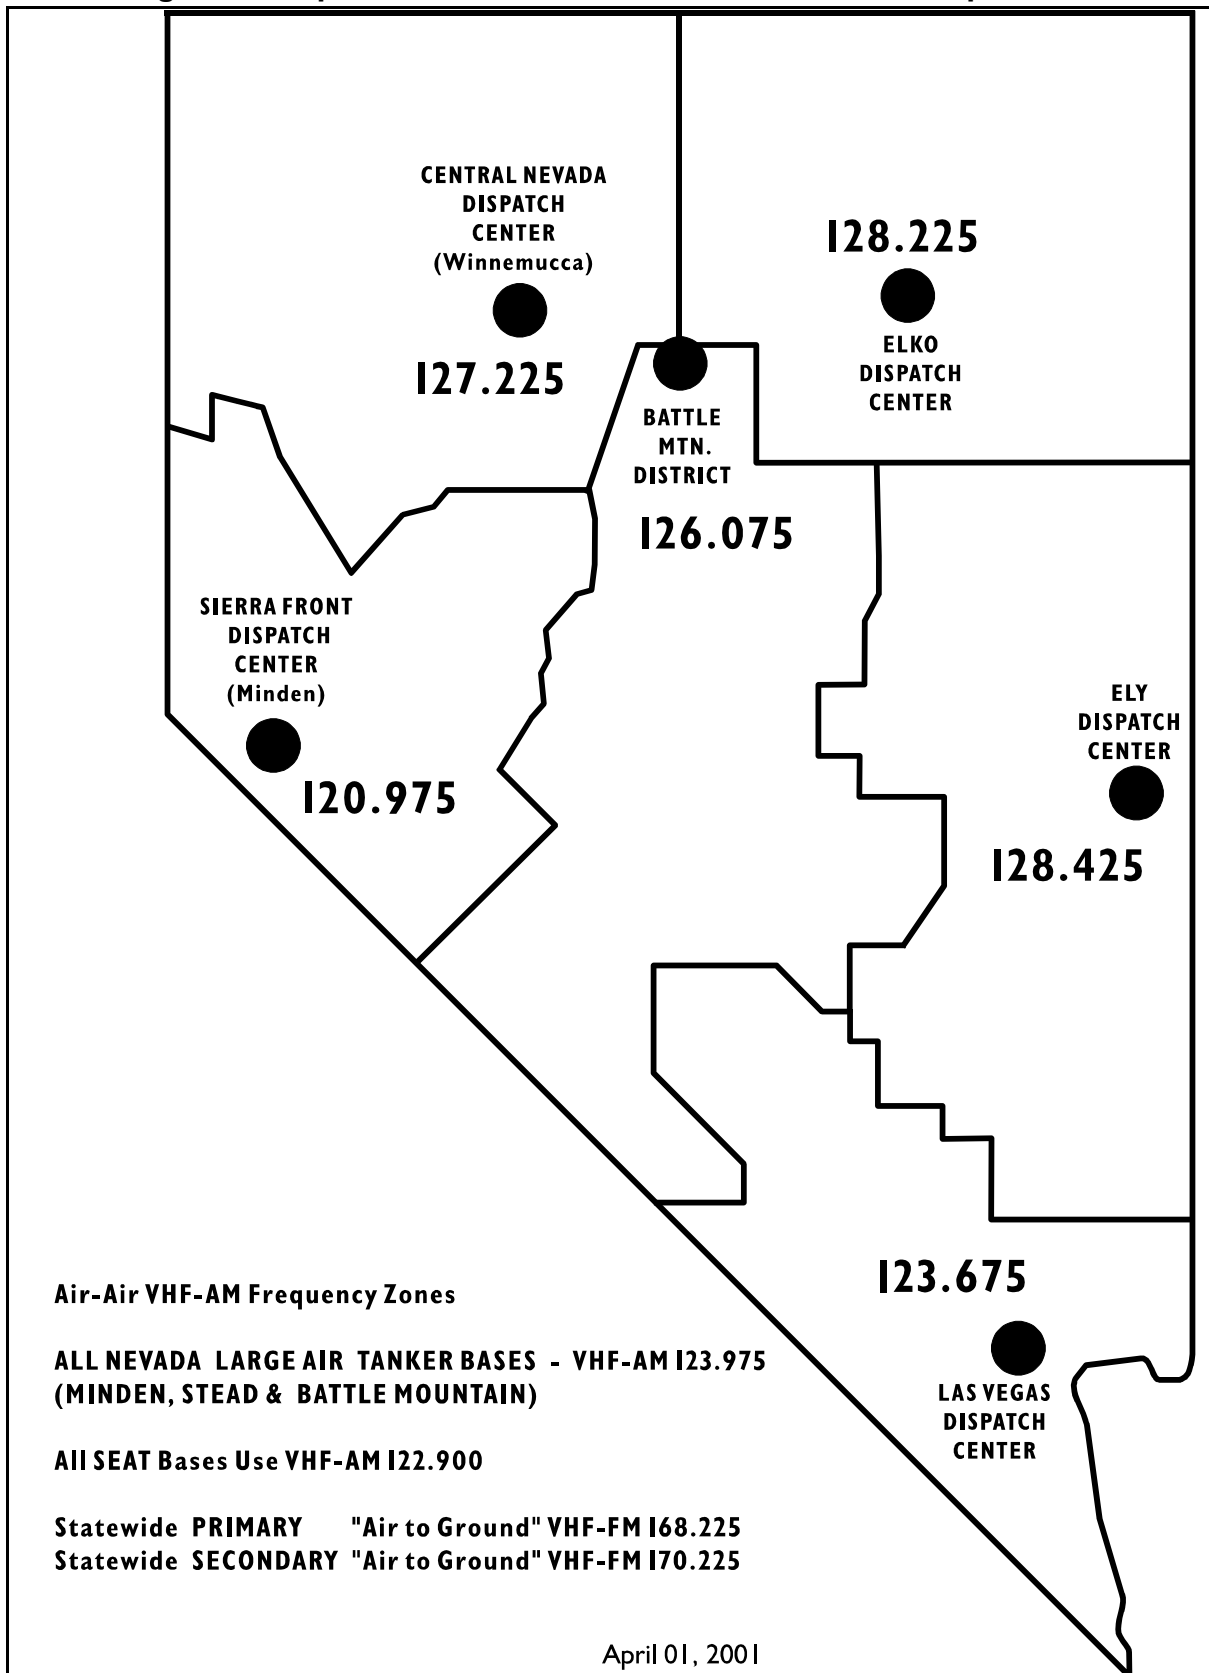 CENTRAL NEVADA
DISPATCH
CENTER
(Winnemucca)
127.225
128.225
ELKO
DISPATCH
CENTER
BATTLE
MTN.
DISTRICT
126.075
SIERRA FRONT
DISPATCH
CENTER
(Minden)
120.975
ELY
DISPATCH
CENTER
128.425
123.675
LAS VEGAS
DISPATCH
CENTER
Air-Air VHF-AM Frequency Zones
ALL NEVADA LARGE AIR TANKER BASES - VHF-AM 123.975
(MINDEN, STEAD & BATTLE MOUNTAIN)
All SEAT Bases Use VHF-AM 122.900
Statewide PRIMARY "Air to Ground" VHF-FM 168.225
Statewide SECONDARY "Air to Ground" VHF-FM 170.225
April 01, 2001